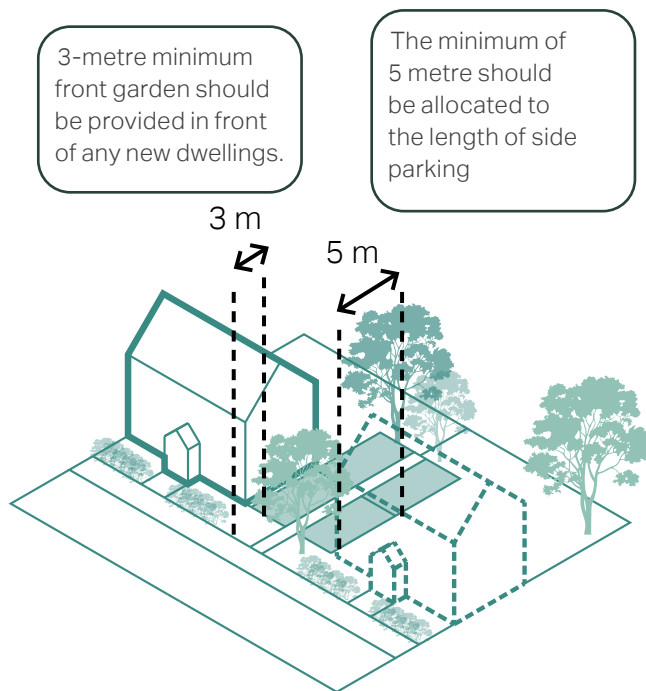 3-metre minimum
front garden should
be provided in front
of any new dwellings.
The minimum of
5 metre should
be allocated to
the length of side
parking
3 m
5 m